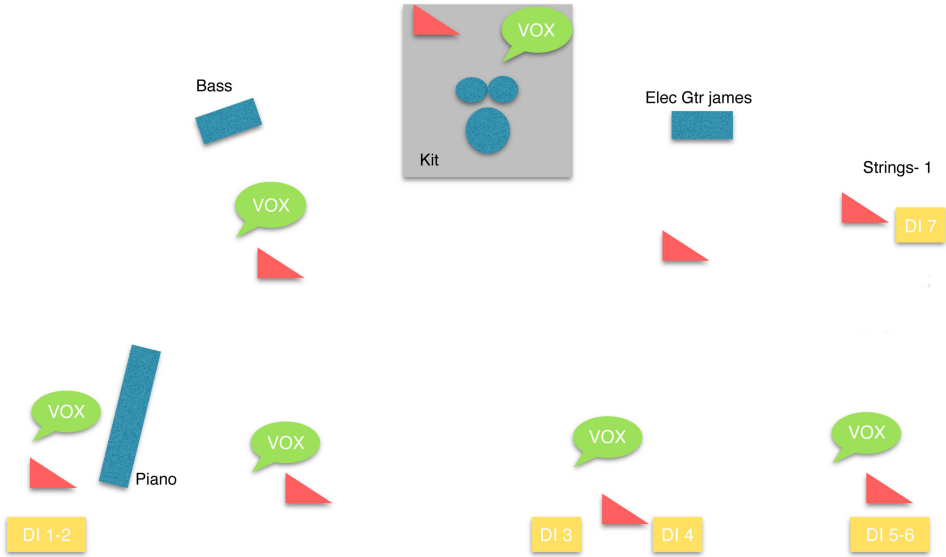 VOX
Bass
Elec Gtr james
Kit
Strings- 1
VOX
DI 7
VOX
VOX
VOX
VOX
Piano
DI 1-2
DI 3
DI 4
DI 5-6